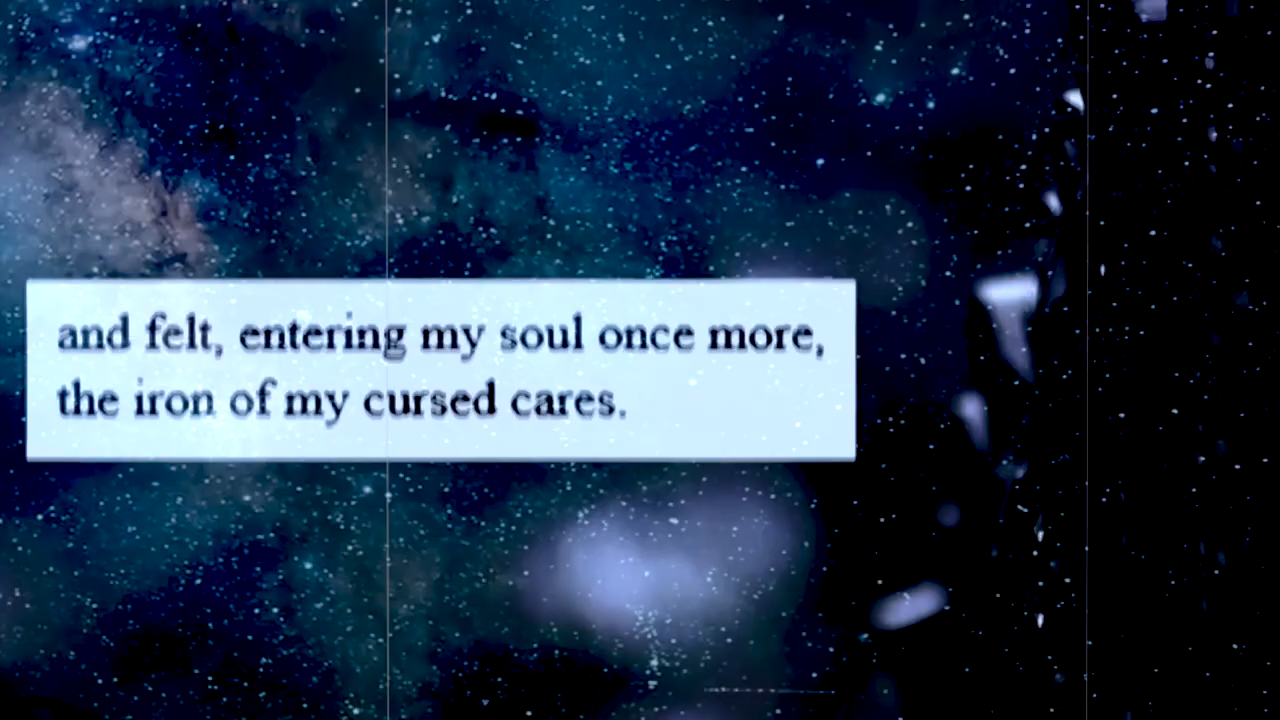 and felt, entering my soul once more,
the iron of my cursed cares.